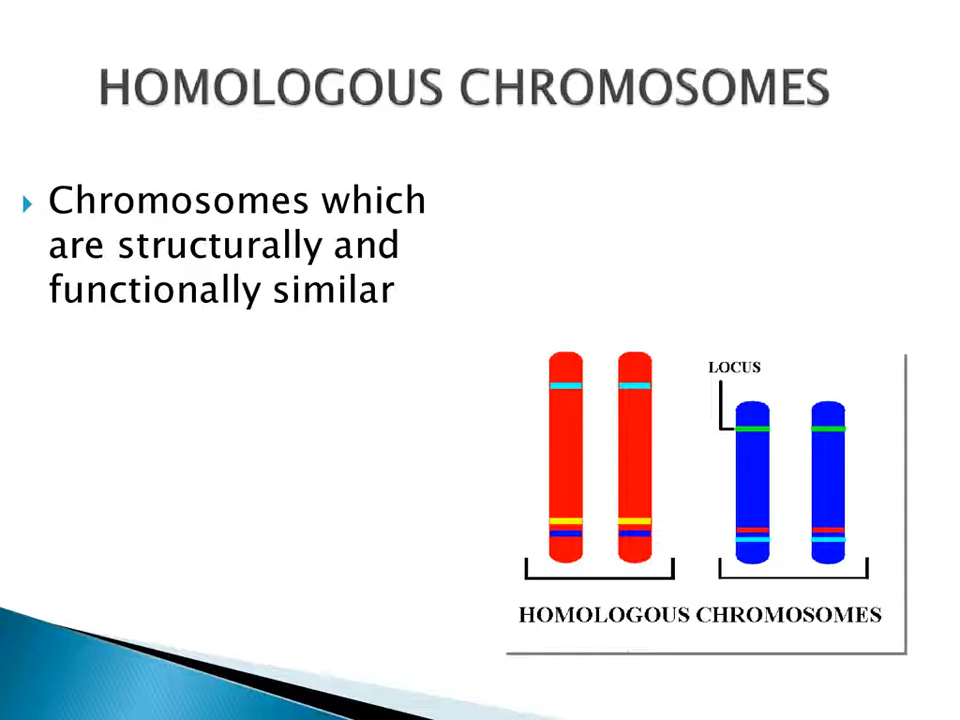 HOMOLOGOUS CHROMOSOMES
Chromosomes which
are structurally and
functionally similar
LOCUS
HOMOLOGOUS CHROMOSOMES